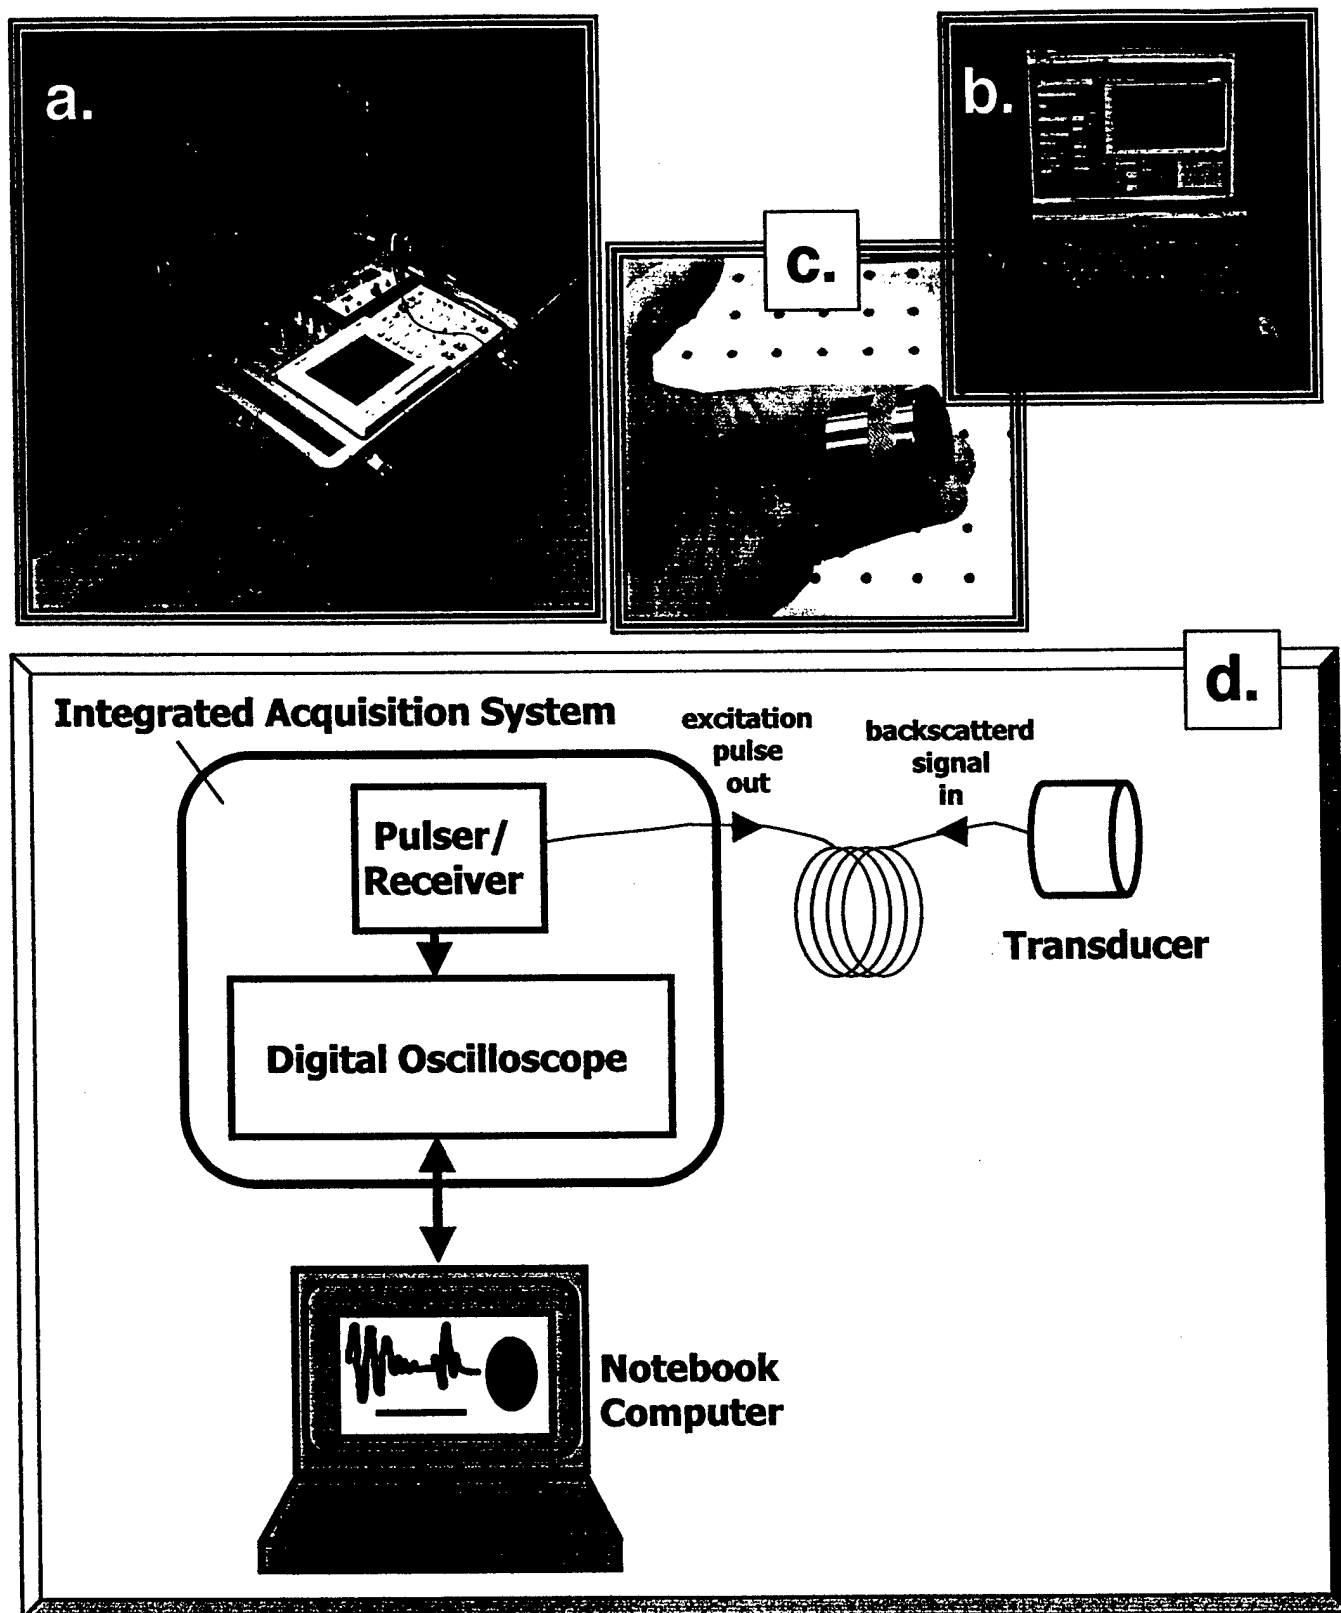 a.
b.
c.
d.
Integrated Acquisition System
excitation
pulse
out
backscatterd
signal
in
Pulser/
Receiver
Transducer
Digital Oscilloscope
Notebook
Computer